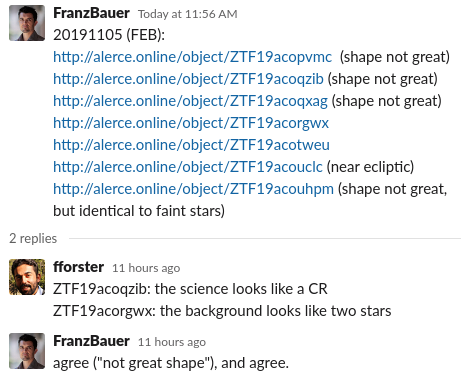 FranzBauer Today at 11:56 AM
20191105 (FEB):
http://alerce.online/object/ZTF19acopvmc (shape not great)
http://alerce.online/object/ZTF19acoqzib (shape not great)
http://alerce.online/object/ZTF19acoqxag (shape not great)
http://alerce.online/object/ZTF19acorgwx
http://alerce.online/object/ZTF19acotweu
http://alerce.online/object/ZTF19acouclc (near ecliptic)
http://alerce.online/object/ZTF19acouhpm (shape not great,
but identical to faint stars)
2 replies
fforster 11 hours ago
ZTF19acoqzib: the science looks like a CR
ZTF19acorgwx: the background looks like two stars
FranzBauer 11 hours ago
agree ("not great shape"), and agree.